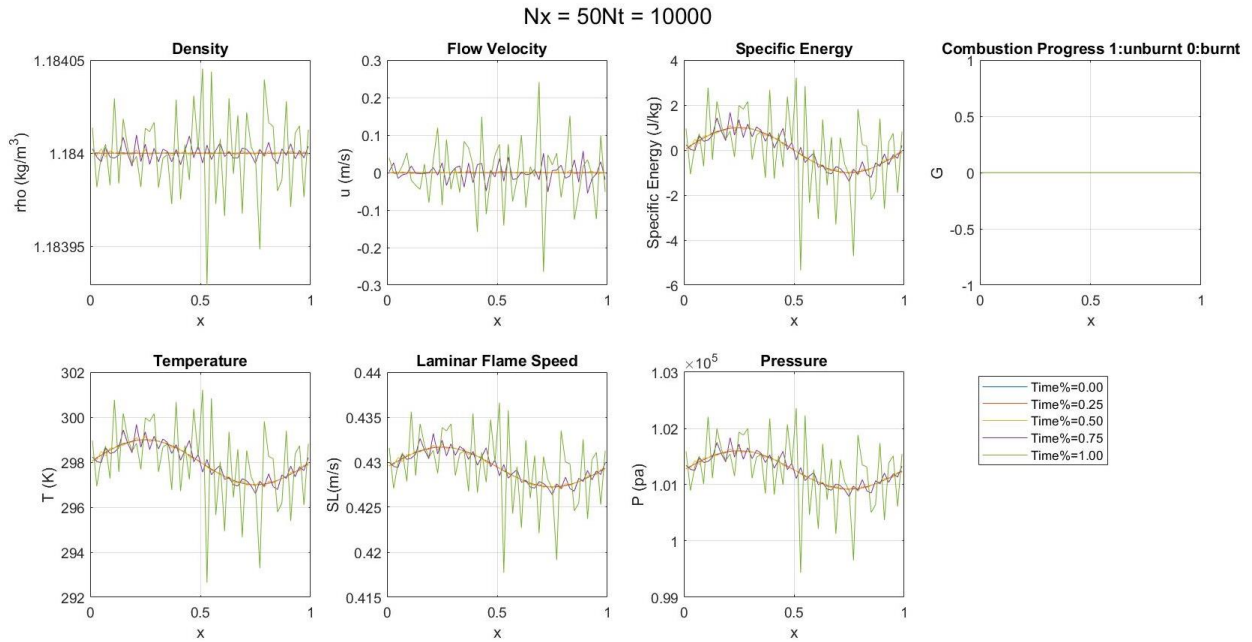 Nx = 50Nt = 10000
Density
1.18405
1.184
1.18395
rho (kg/m3)
0 0.5 1
x
Flow Velocity
0.3
0.2
0.1
0
-0.1
-0.2
-0.3
u (m/s)
0 0.5 1
x
Specific Energy
4
2
0
-2
-4
-6
Specific Energy (J/kg)
0 0.5 1
x
Combustion Progress 1:unburnt 0:burnt
1
0.5
0
-0.5
-1
G
0 0.5 1
x
Temperature
302
300
298
296
294
292
T (K)
0 0.5 1
x
Laminar Flame Speed
0.44
0.435
0.43
0.425
0.42
0.415
SL(m/s)
0 0.5 1
x
Pressure
×105
1.03
1.02
1.01
1
0.99
P (pa)
0 0.5 1
x
Time%=0.00
Time%=0.25
Time%=0.50
Time%=0.75
Time%=1.00